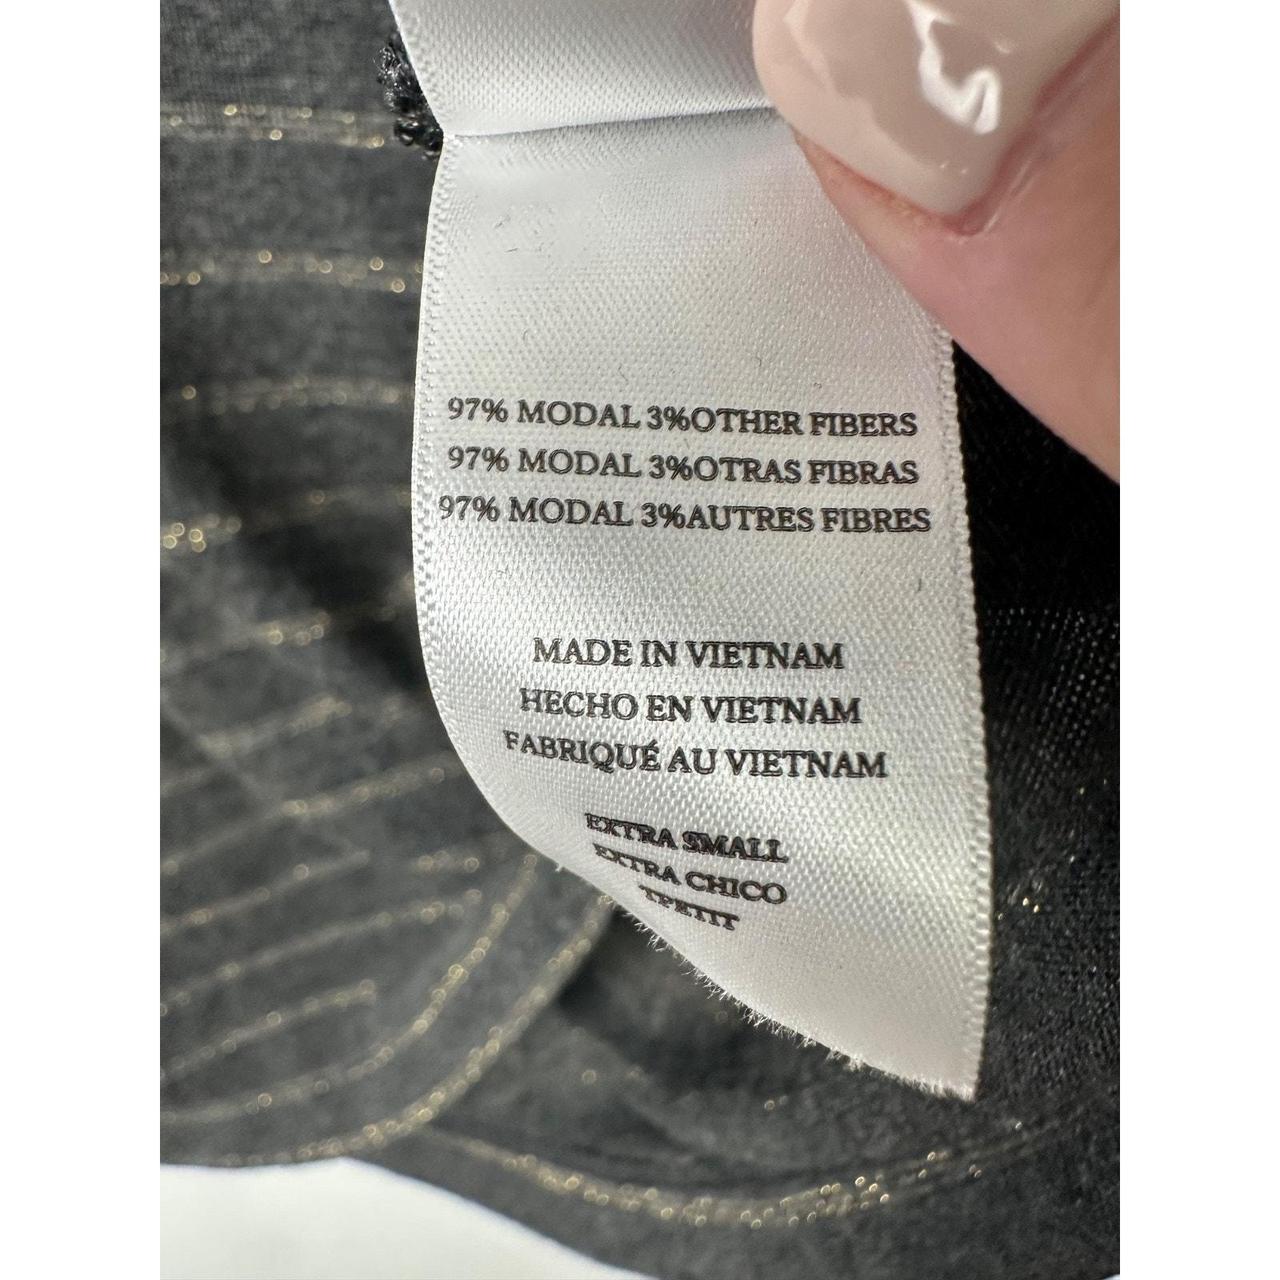 97% MODAL 3%OTHER FIBERS
97% MODAL 3%OTRAS FIBRAS
97% MODAL 3%AUTRES FIBRES
MADE IN VIETNAM
HECHO EN VIETNAM
FABRIQUÉ AU VIETNAM
EXTRA SMALL
EXTRA CHICO
TPETIT